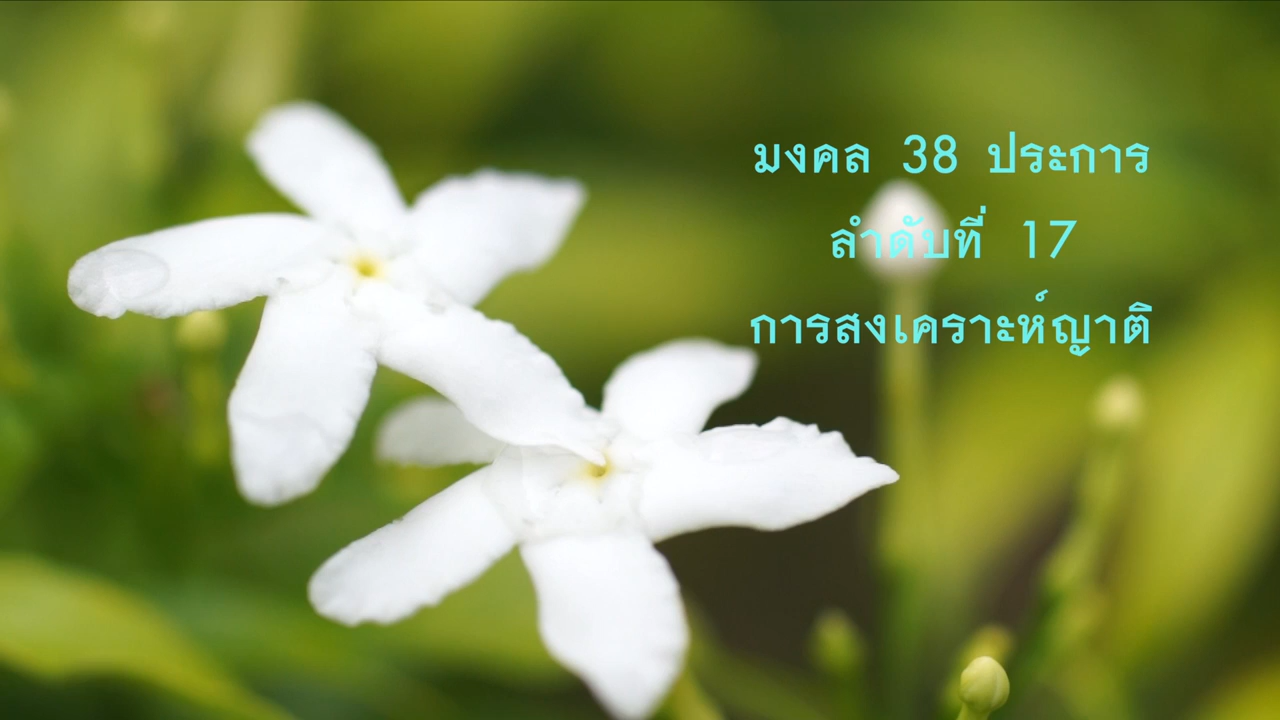 มงคล 38 ประการ
ลำดับที่ 17
การสงเคราะห์ญาติ